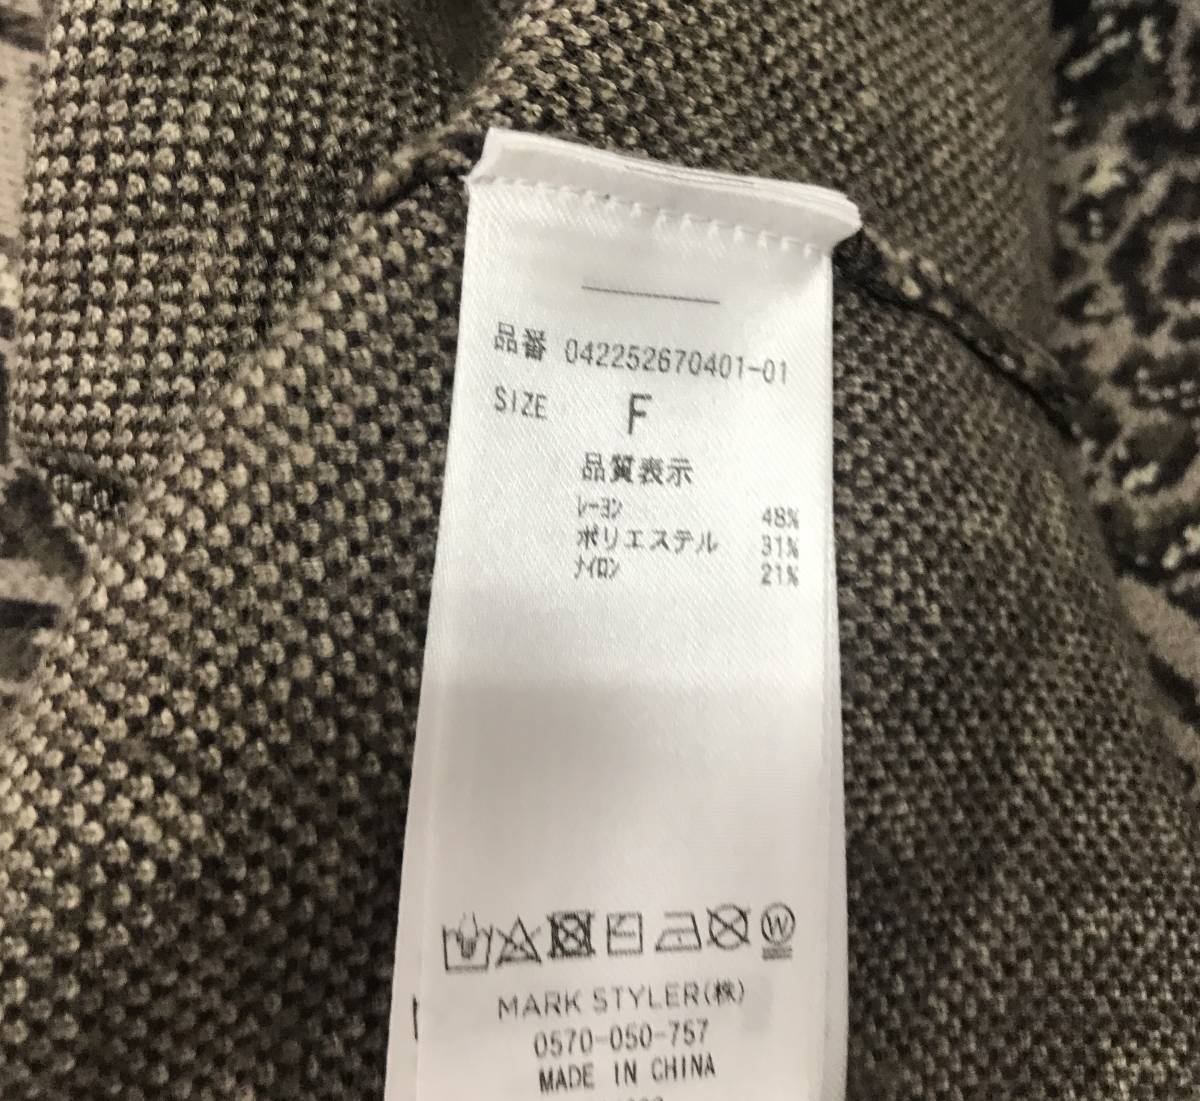 品番 042252670401-01
SIZE F
品質表示
レーヨン 48%
ポリエステル 31%
ナイロン 21%
W
MARK STYLER(株)
0570-050-757
MADE IN CHINA